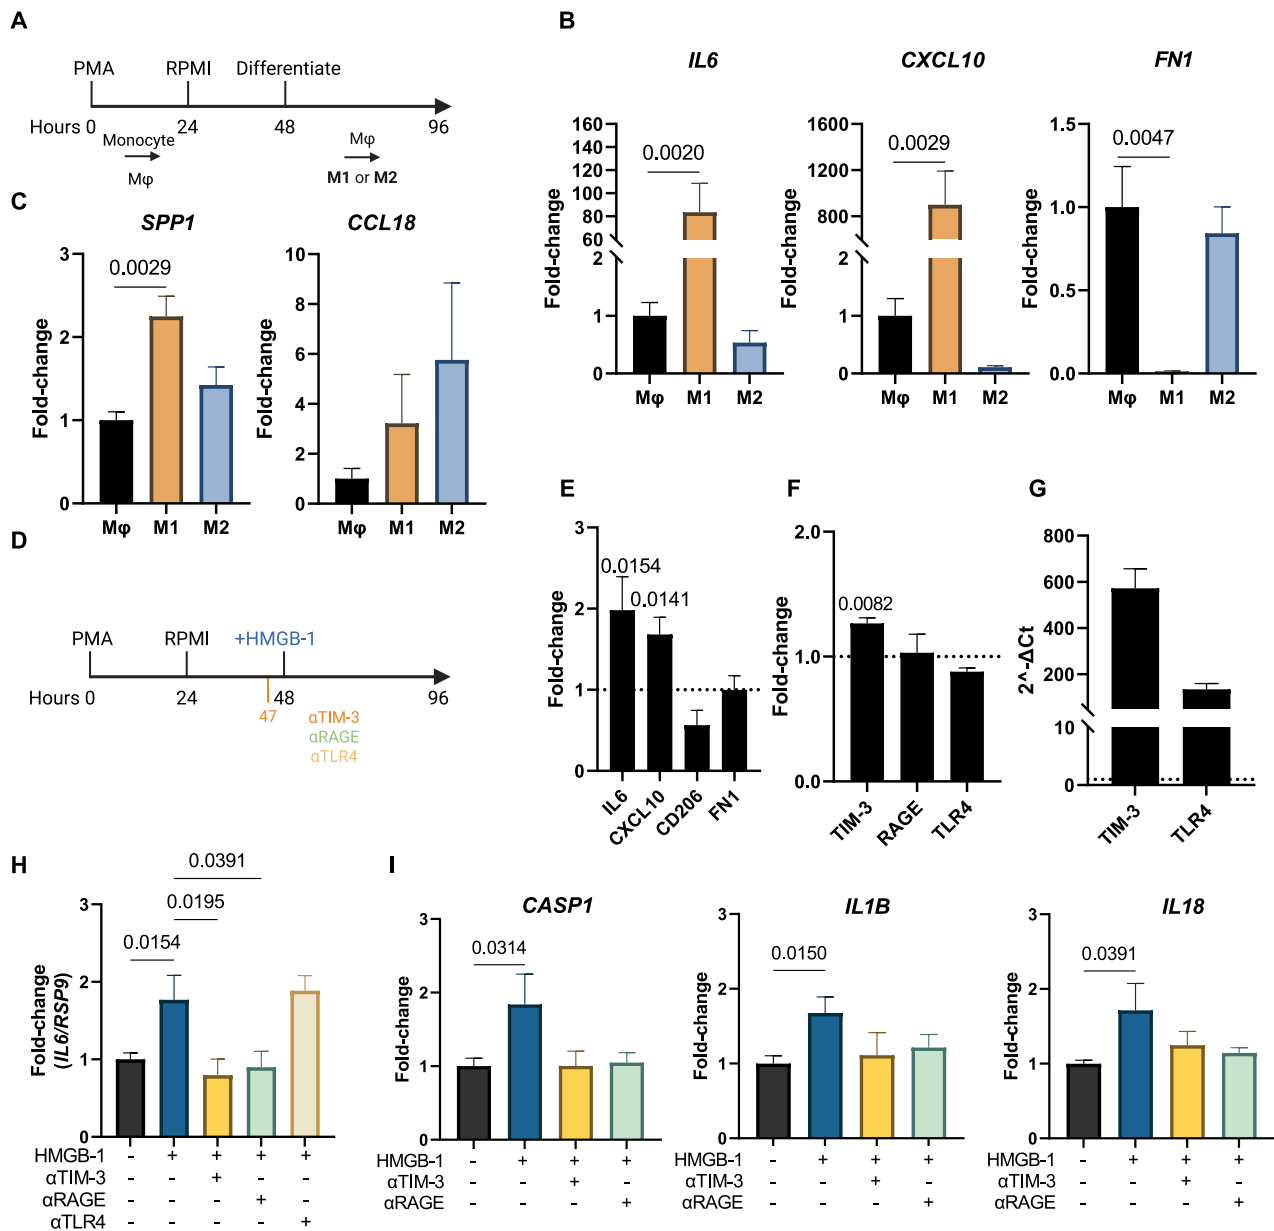 A
PMA RPMI Differentiate
Hours 0 24 48 96
Monocyte
Mφ
Mφ
M1 or M2
B
IL6
Fold-change
160
140
120
100
80
60
2
1
0
0.0020
Mφ M1 M2
CXCL10
Fold-change
1600
1200
800
2
1
0
0.0029
Mφ M1 M2
FN1
Fold-change
1.5
1.0
0.5
0.0
0.0047
Mφ M1 M2
C
SPP1
Fold-change
3
2
1
0
0.0029
Mφ M1 M2
CCL18
Fold-change
10
8
6
4
2
0
Mφ M1 M2
D
PMA RPMI +HMGB-1
Hours 0 24 48 96
47
αTIM-3
αRAGE
αTLR4
E
Fold-change
3
2
1
0
0.0154
0.0141
IL6 CXCL10 CD206 FN1
F
Fold-change
2.0
1.0
0.0
0.0082
TIM-3 RAGE TLR4
G
2^-ΔCt
800
600
400
200
10
0
TIM-3 TLR4
H
Fold-change
(IL6/RSP9)
3
2
1
0
0.0391
0.0195
0.0154
HMGB-1 - + + + +
αTIM-3 - - + - -
αRAGE - - - + -
αTLR4 - - - - +
I
CASP1
Fold-change
3
2
1
0
0.0314
HMGB-1 - + + +
αTIM-3 - - + -
αRAGE - - - +
IL1B
Fold-change
3
2
1
0
0.0150
HMGB-1 - + + +
αTIM-3 - - + -
αRAGE - - - +
IL18
Fold-change
3
2
1
0
0.0391
HMGB-1 - + + +
αTIM-3 - - + -
αRAGE - - - +